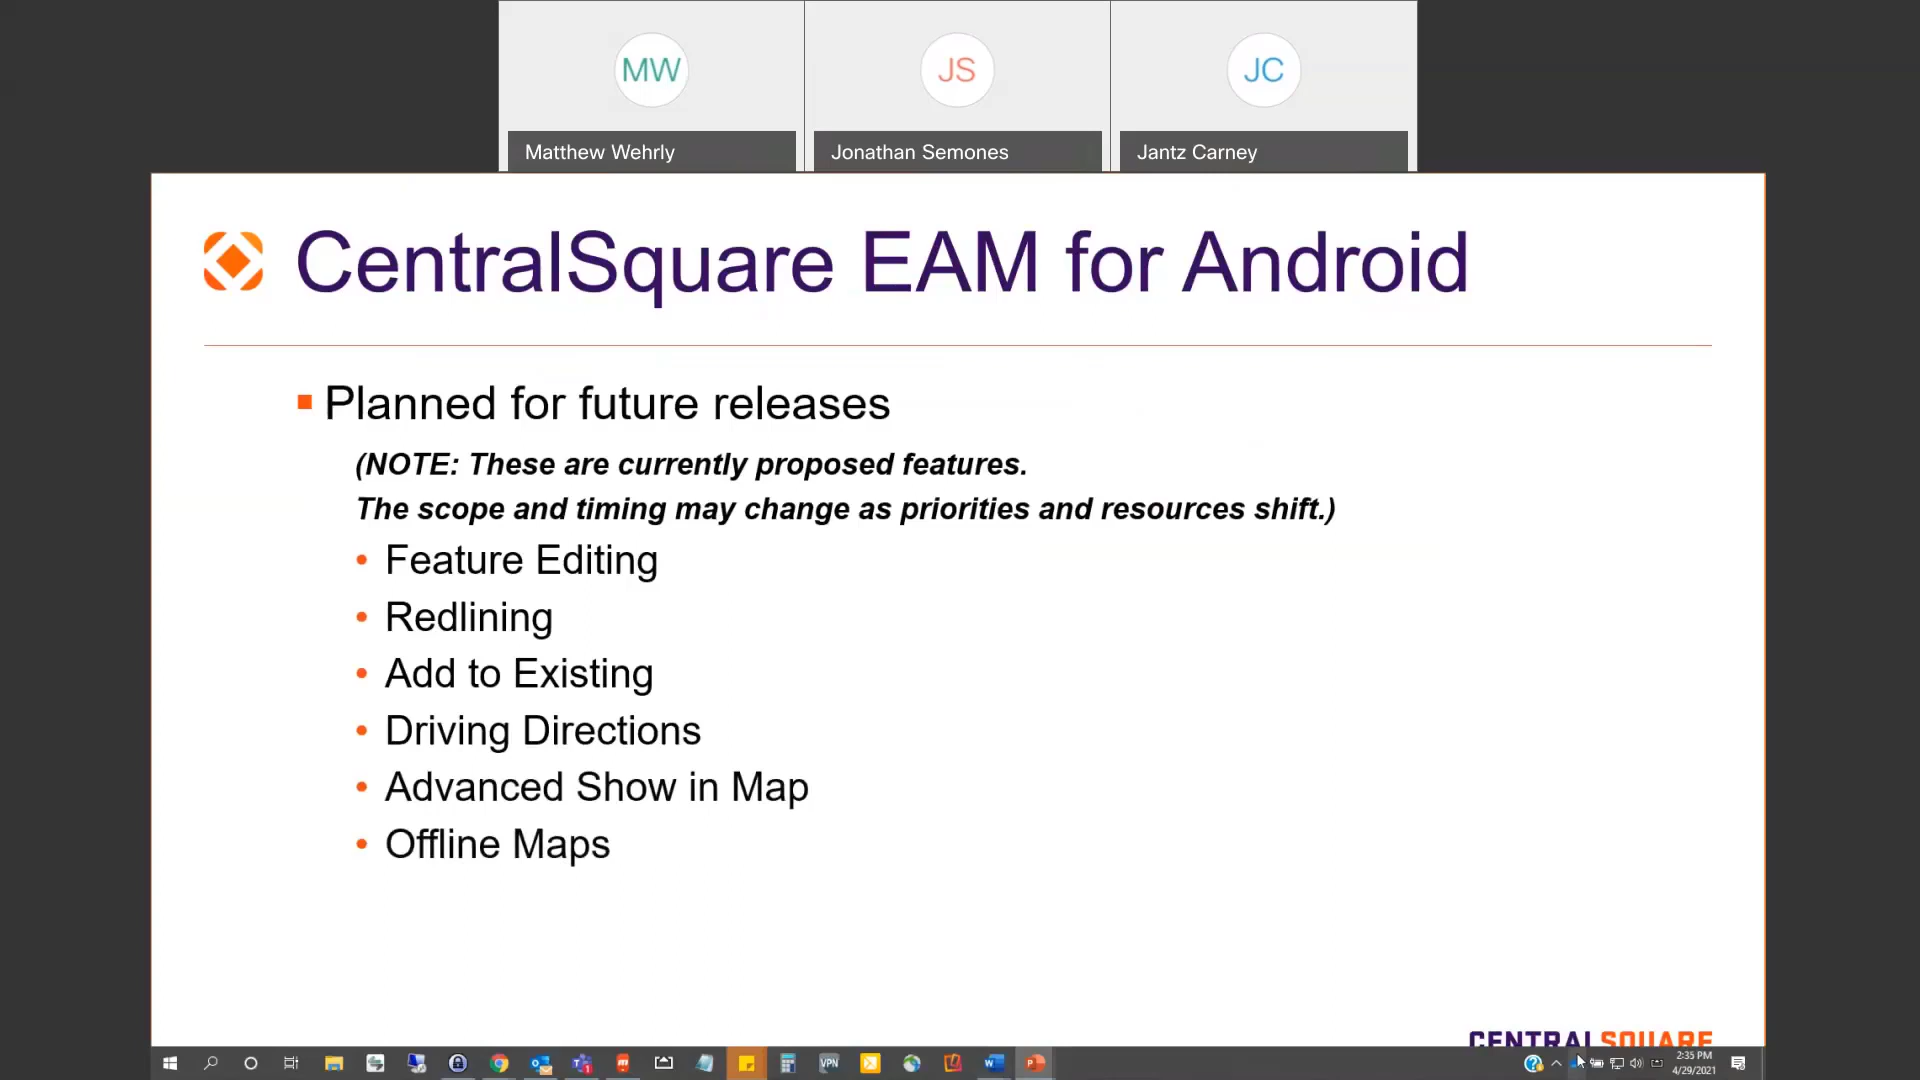 MW
JS
JC
Matthew Wehrly
Jonathan Semones
Jantz Carney
CentralSquare EAM for Android
Planned for future releases
(NOTE: These are currently proposed features.
The scope and timing may change as priorities and resources shift.)
Feature Editing
Redlining
Add to Existing
Driving Directions
Advanced Show in Map
Offline Maps
CENTRALSQUARE
VPN
2:35 PM
4/29/2021